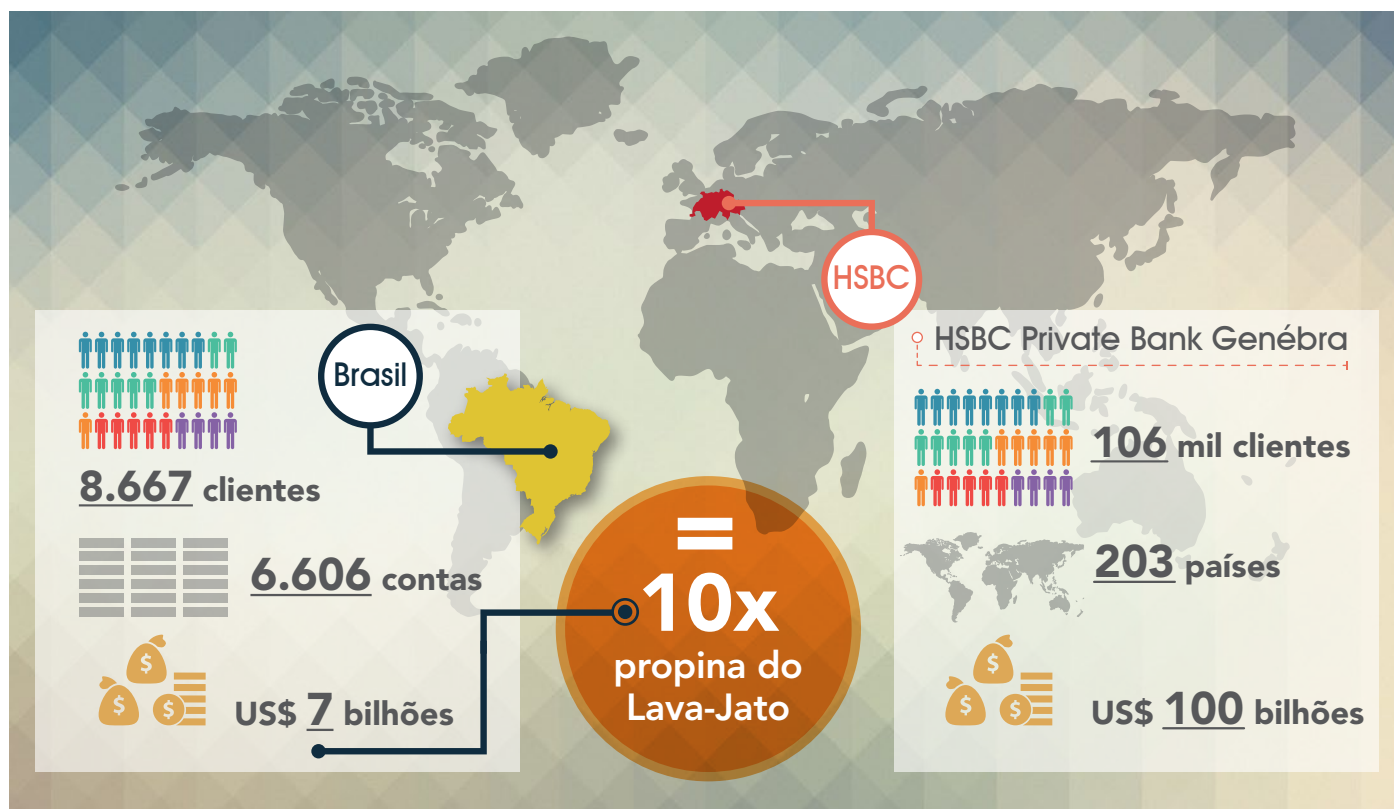 HSBC
Brasil
8.667 clientes
6.606 contas
$
$
$
US$ 7 bilhões
=
10x
propina do
Lava-Jato
HSBC Private Bank Genébra
106 mil clientes
203 países
$
$
$
US$ 100 bilhões